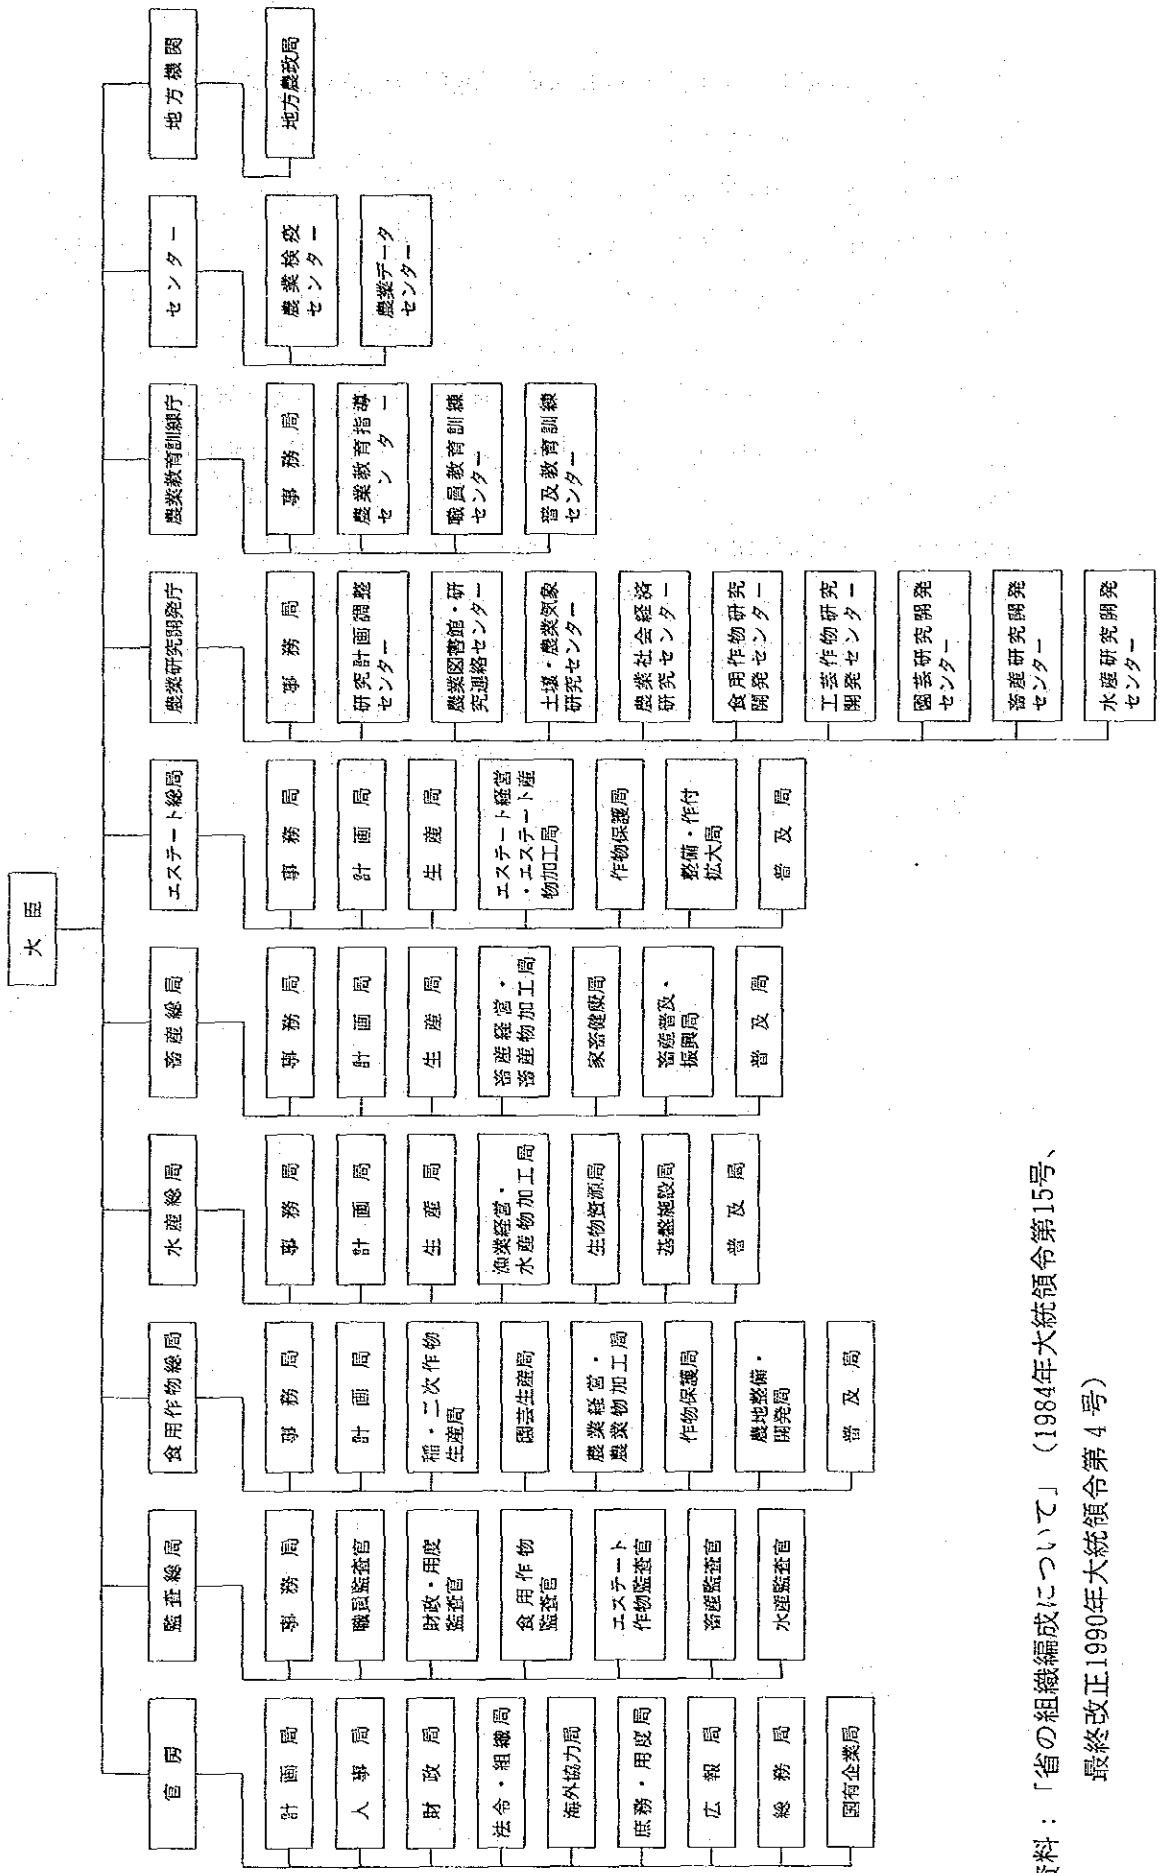 大臣
官房
計画局
人事局
財政局
法令・組織局
海外協力局
庶務・用度局
広報局
総務局
国有企業局
監査総局
事務局
職員監査官
財政・用度
監査官
食用作物
監査官
エステート
作物監査官
畜産監査官
水産監査官
食用作物総局
事務局
計画局
稲・二次作物
生産局
園芸生産局
農業経営・
農業物加工局
作物保護局
農地整備・
開発局
普及局
水産総局
事務局
計画局
生産局
漁業経営・
水産物加工局
生物資源局
基盤施設局
普及局
畜産総局
事務局
計画局
生産局
畜産経営・
畜産物加工局
家畜健康局
畜産普及・
振興局
普及局
エステート総局
事務局
計画局
生産局
エステート経営
・エステート産
物加工局
作物保護局
整備・作付
拡大局
普及局
農業研究開発庁
事務局
研究計画調整
センター
農業図書館・研
究連絡センター
土壌・農業気象
研究センター
農業社会経済
研究センター
食用作物研究
開発センター
工芸作物研究
開発センター
園芸研究開発
センター
畜産研究開発
センター
水産研究開発
センター
農業教育訓練庁
事務局
農業教育指導
センター
職員教育訓練
センター
普及教育訓練
センター
センター
農業検疫
センター
農業データ
センター
地方機関
地方農政局
資料：「省の組織編成について」（1984年大統領令第15号、
最終改正1990年大統領令第4号）